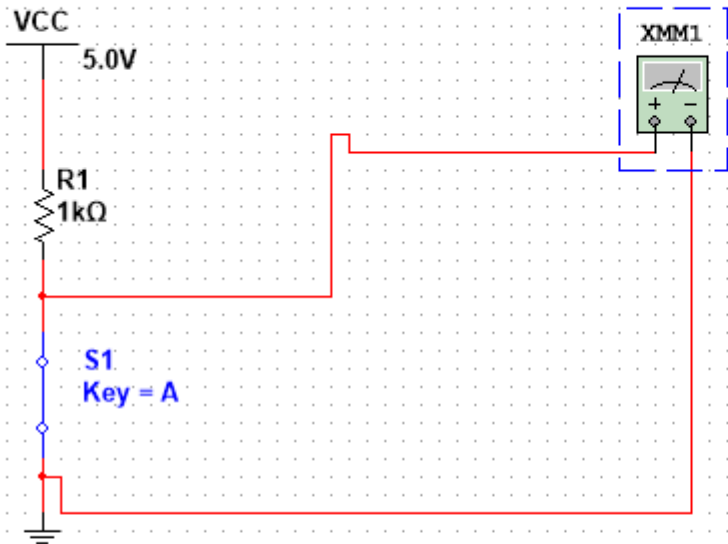 VCC
5.0V
XMM1
+ −
R1
1kΩ
S1
Key = A